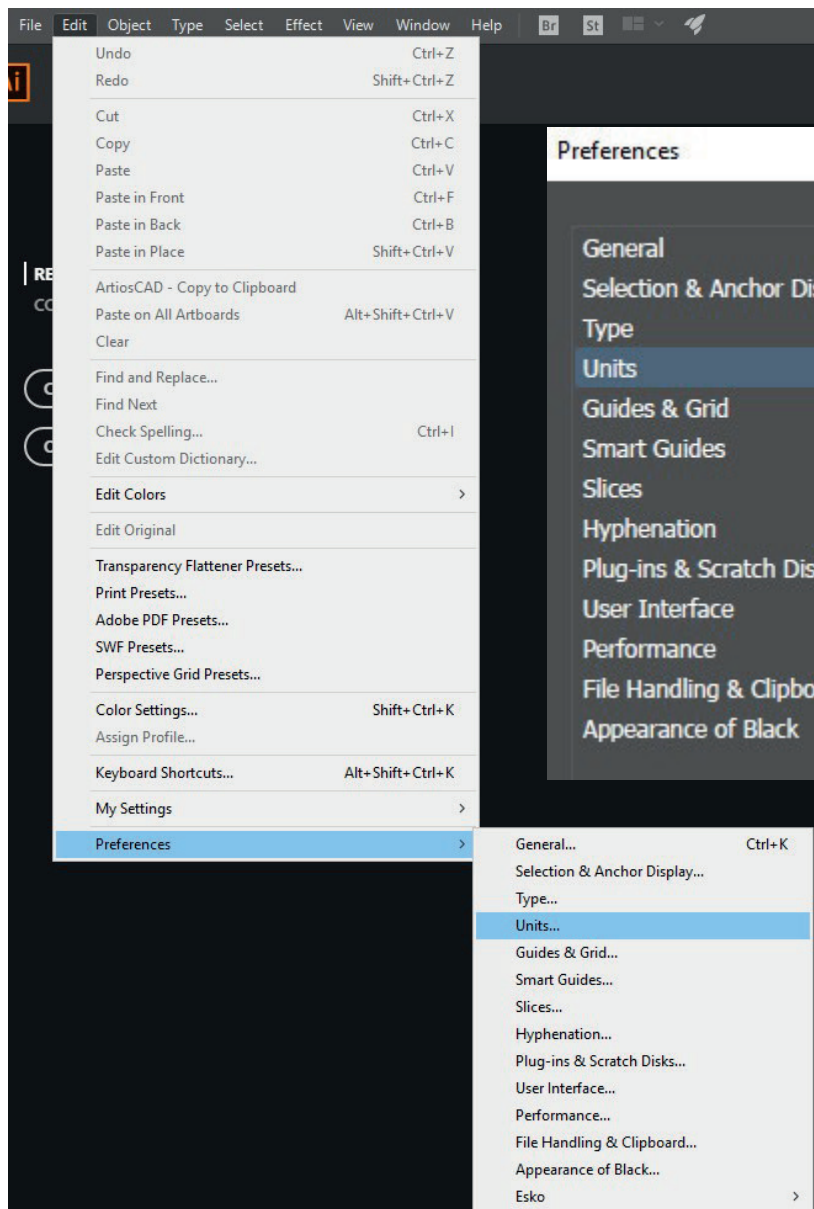 File Edit Object Type Select Effect View Window Help Br St
Ai
Undo Ctrl+Z
Redo Shift+Ctrl+Z
Cut Ctrl+X
Copy Ctrl+C
Paste Ctrl+V
Paste in Front Ctrl+F
Paste in Back Ctrl+B
Paste in Place Shift+Ctrl+V
ArtiosCAD - Copy to Clipboard
Paste on All Artboards Alt+Shift+Ctrl+V
Clear
Find and Replace...
Find Next
Check Spelling... Ctrl+I
Edit Custom Dictionary...
Edit Colors >
Edit Original
Transparency Flattener Presets...
Print Presets...
Adobe PDF Presets...
SWF Presets...
Perspective Grid Presets...
Color Settings... Shift+Ctrl+K
Assign Profile...
Keyboard Shortcuts... Alt+Shift+Ctrl+K
My Settings >
Preferences >
RE
CC
C
C
Preferences
General
Selection & Anchor Dis
Type
Units
Guides & Grid
Smart Guides
Slices
Hyphenation
Plug-ins & Scratch Dis
User Interface
Performance
File Handling & Clipbo
Appearance of Black
General... Ctrl+K
Selection & Anchor Display...
Type...
Units...
Guides & Grid...
Smart Guides...
Slices...
Hyphenation...
Plug-ins & Scratch Disks...
User Interface...
Performance...
File Handling & Clipboard...
Appearance of Black...
Esko >